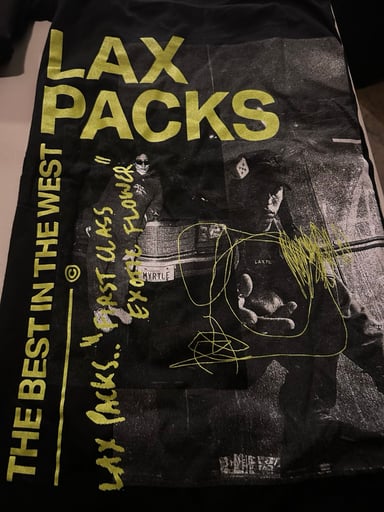 LAX
PACKS
THE BEST IN THE WEST
©
LAX PACKS.. "FIRST CLASS"
EXOTIC FLOWER
MYRTLE